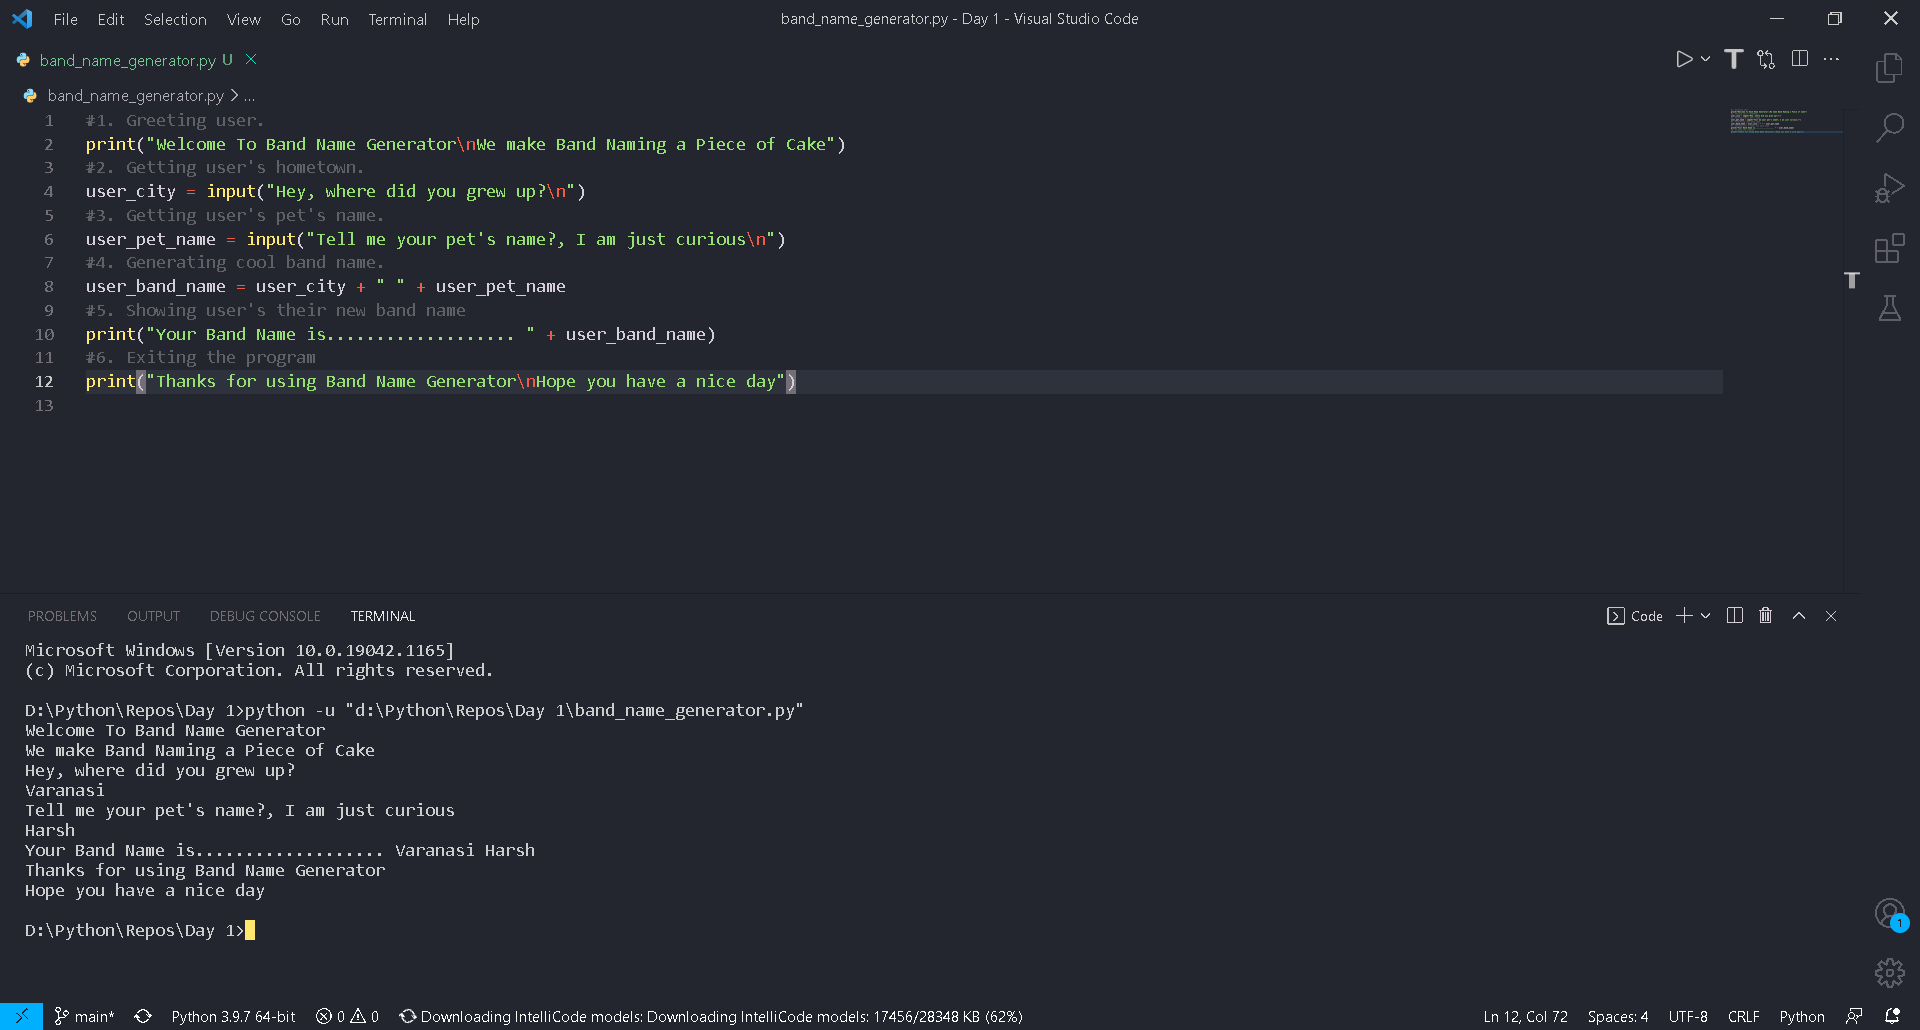 File Edit Selection View Go Run Terminal Help
band_name_generator.py - Day 1 - Visual Studio Code
band_name_generator.py U
band_name_generator.py > ...
1 #1. Greeting user.
2 print("Welcome To Band Name Generator\nWe make Band Naming a Piece of Cake")
3 #2. Getting user's hometown.
4 user_city = input("Hey, where did you grew up?\n")
5 #3. Getting user's pet's name.
6 user_pet_name = input("Tell me your pet's name?, I am just curious\n")
7 #4. Generating cool band name.
8 user_band_name = user_city + " " + user_pet_name
9 #5. Showing user's their new band name
10 print("Your Band Name is................... " + user_band_name)
11 #6. Exiting the program
12 print("Thanks for using Band Name Generator\nHope you have a nice day")
13
PROBLEMS OUTPUT DEBUG CONSOLE TERMINAL
Code
Microsoft Windows [Version 10.0.19042.1165]
(c) Microsoft Corporation. All rights reserved.
D:\Python\Repos\Day 1>python -u "d:\Python\Repos\Day 1\band_name_generator.py"
Welcome To Band Name Generator
We make Band Naming a Piece of Cake
Hey, where did you grew up?
Varanasi
Tell me your pet's name?, I am just curious
Harsh
Your Band Name is................... Varanasi Harsh
Thanks for using Band Name Generator
Hope you have a nice day
D:\Python\Repos\Day 1>
1
main* Python 3.9.7 64-bit 0 0 Downloading IntelliCode models: Downloading IntelliCode models: 17456/28348 KB (62%)
Ln 12, Col 72 Spaces: 4 UTF-8 CRLF Python